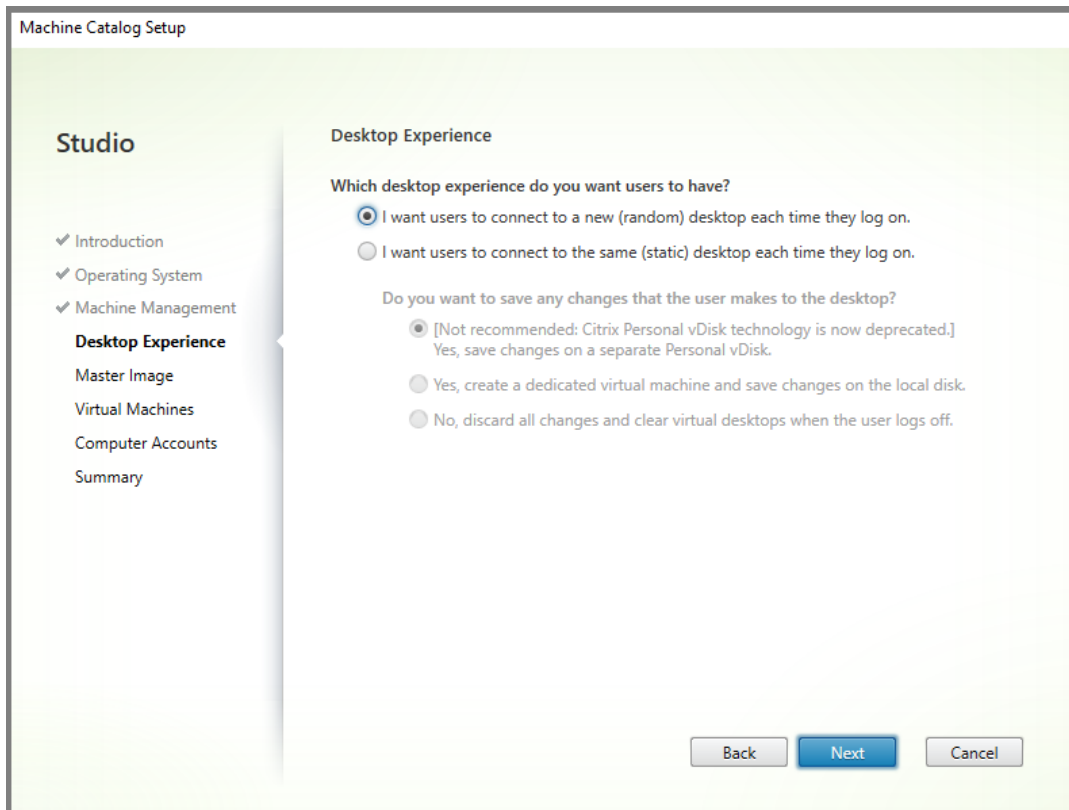 Machine Catalog Setup
Studio
Introduction
Operating System
Machine Management
Desktop Experience
Master Image
Virtual Machines
Computer Accounts
Summary
Desktop Experience
Which desktop experience do you want users to have?
I want users to connect to a new (random) desktop each time they log on.
I want users to connect to the same (static) desktop each time they log on.
Do you want to save any changes that the user makes to the desktop?
[Not recommended: Citrix Personal vDisk technology is now deprecated.]
Yes, save changes on a separate Personal vDisk.
Yes, create a dedicated virtual machine and save changes on the local disk.
No, discard all changes and clear virtual desktops when the user logs off.
Back
Next
Cancel